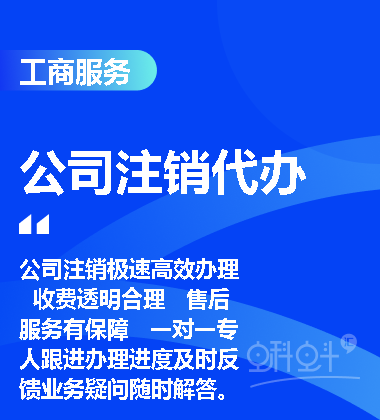 工商服务
公司注销代办
公司注销极速高效办理
收费透明合理 售后
服务有保障 一对一专
人跟进办理进度及时反
馈业务疑问随时解答。